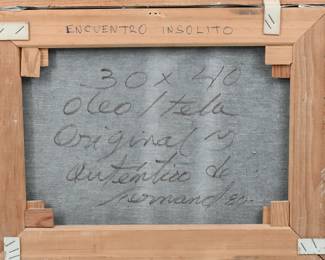 ENCUENTRO INSOLITO
30 x 40
oleo/tela
Original y
autentico de